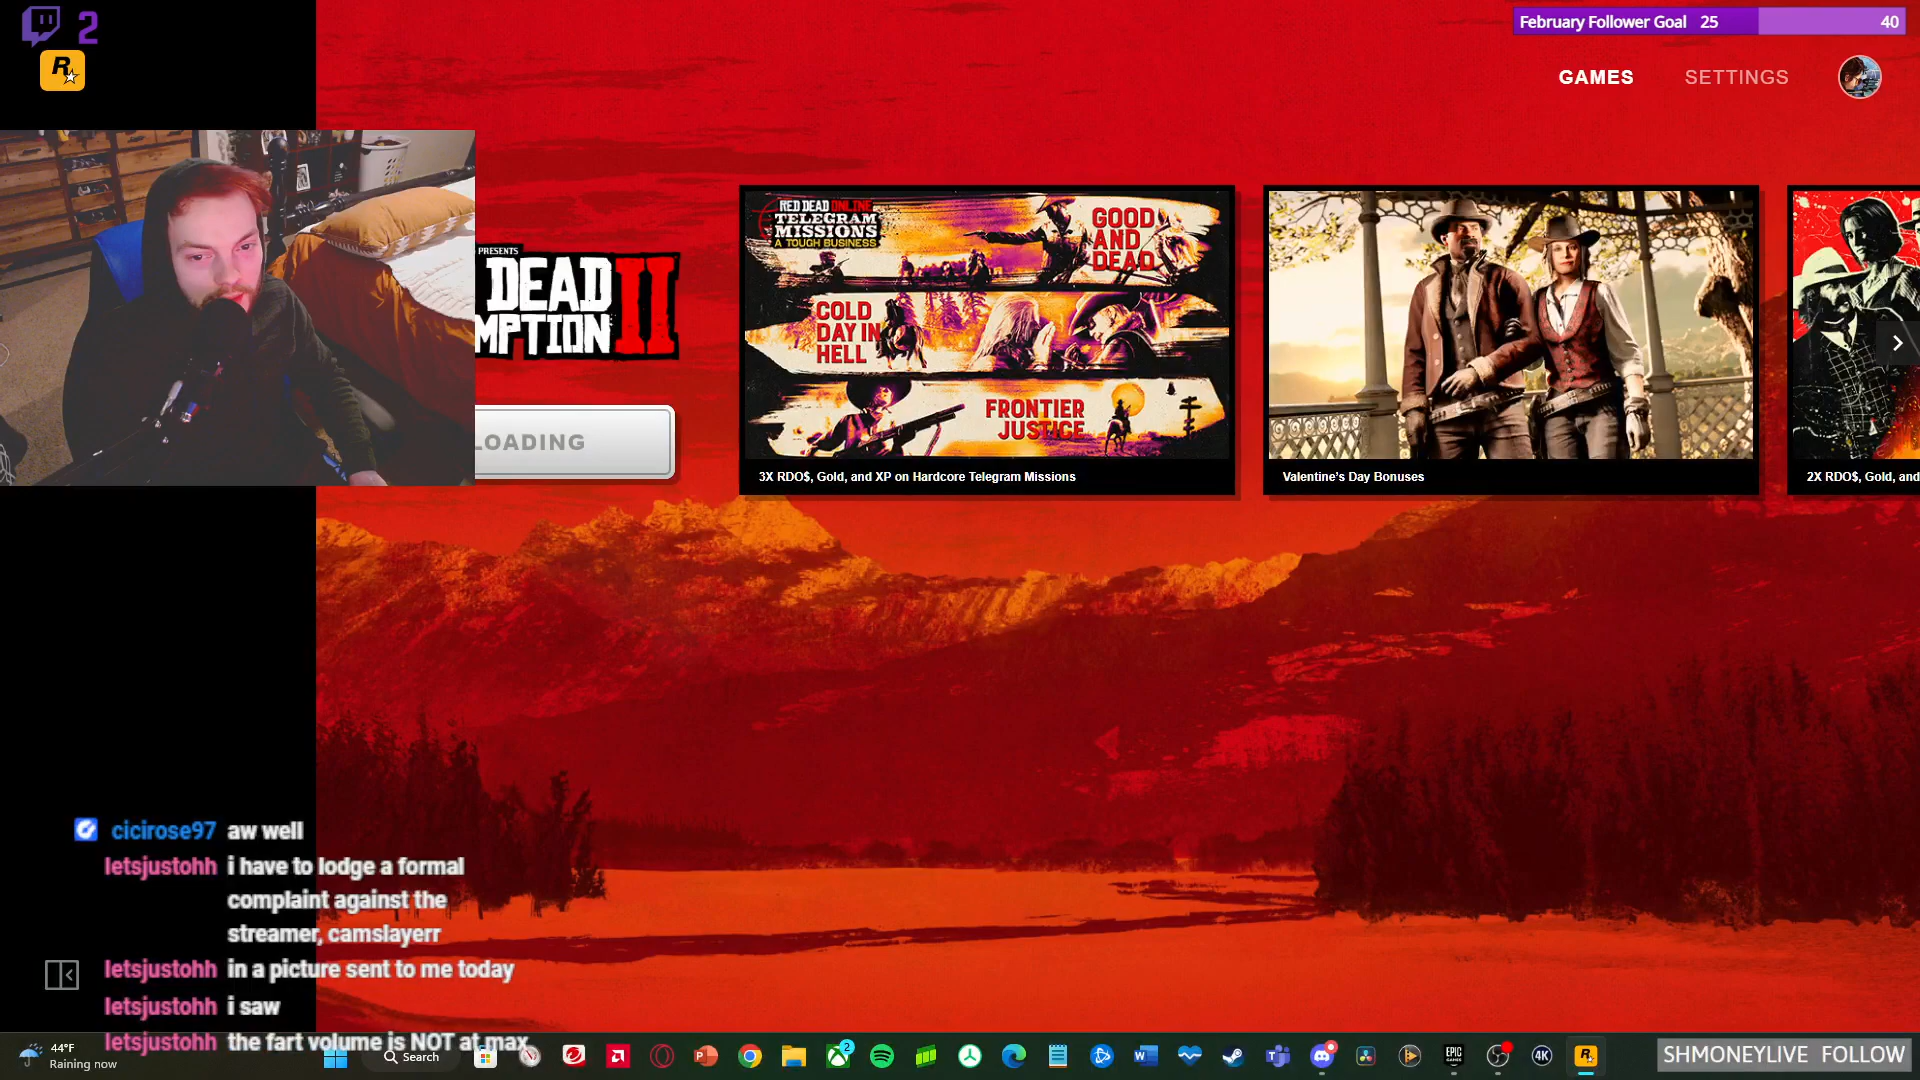 2
February Follower Goal 25 40
R
GAMES SETTINGS
PRESENTS
DEAD II
MPTION
LOADING
RED DEAD ONLINE
TELEGRAM
MISSIONS
A TOUGH BUSINESS
GOOD
AND
DEAD
COLD
DAY IN
HELL
FRONTIER
JUSTICE
3X RDO$, Gold, and XP on Hardcore Telegram Missions
Valentine's Day Bonuses
2X RDO$, Gold, and
cicirose97 aw well
letsjustohh i have to lodge a formal
complaint against the
streamer, camslayerr
letsjustohh in a picture sent to me today
letsjustohh i saw
letsjustohh the fart volume is NOT at max
44°F
Raining now
Search
2
EPIC
GAMES
4K
R
SHMONEYLIVE FOLLOW